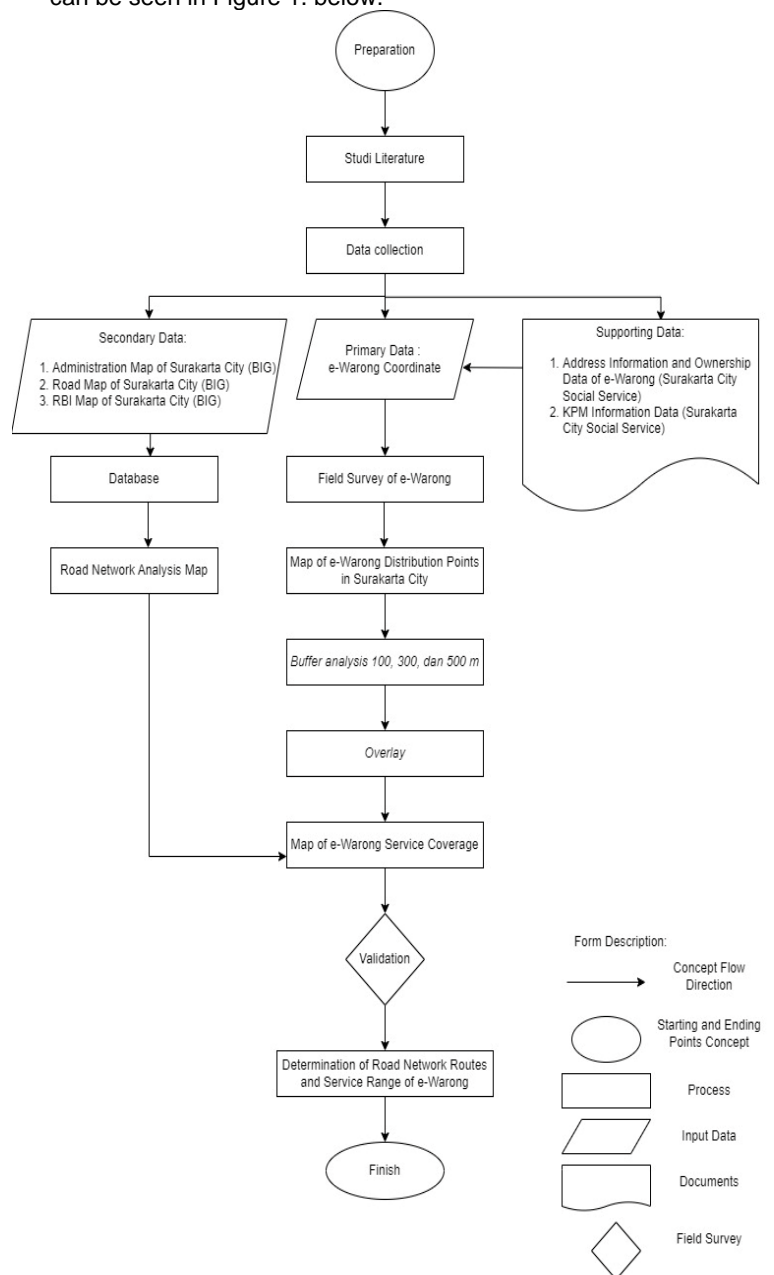 can be seen in Figure 1. below.
Preparation
Studi Literature
Data collection
Secondary Data:
1. Administration Map of Surakarta City (BIG)
2. Road Map of Surakarta City (BIG)
3. RBI Map of Surakarta City (BIG)
Primary Data :
e-Warong Coordinate
Supporting Data:
1. Address Information and Ownership
Data of e-Warong (Surakarta City
Social Service)
2. KPM Information Data (Surakarta
City Social Service)
Database
Field Survey of e-Warong
Road Network Analysis Map
Map of e-Warong Distribution Points
in Surakarta City
Buffer analysis 100, 300, dan 500 m
Overlay
Map of e-Warong Service Coverage
Validation
Determination of Road Network Routes
and Service Range of e-Warong
Finish
Form Description:
Concept Flow
Direction
Starting and Ending
Points Concept
Process
Input Data
Documents
Field Survey